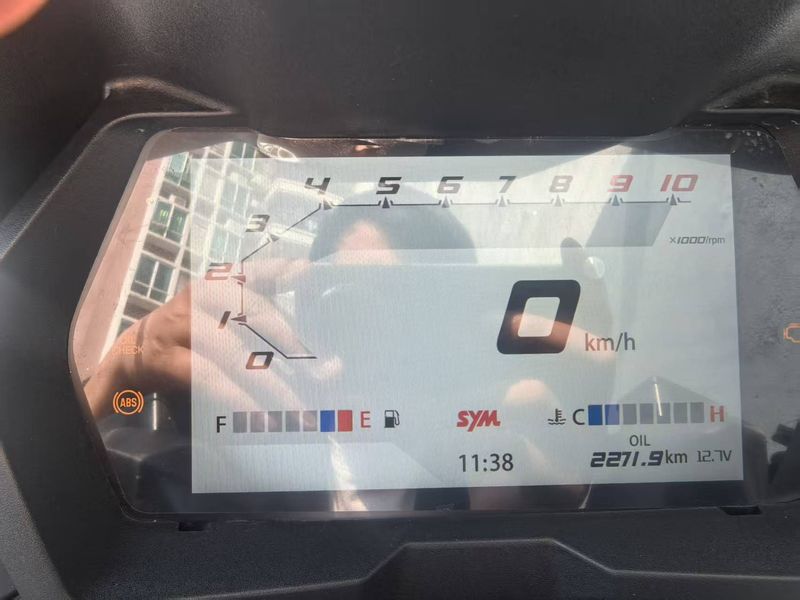 4 5 6 7 8 9 10
3
×1000/rpm
2
1
0
0 km/h
CHECK
ABS
F E SYM C H
OIL
11:38 2271.9 km 12.7V